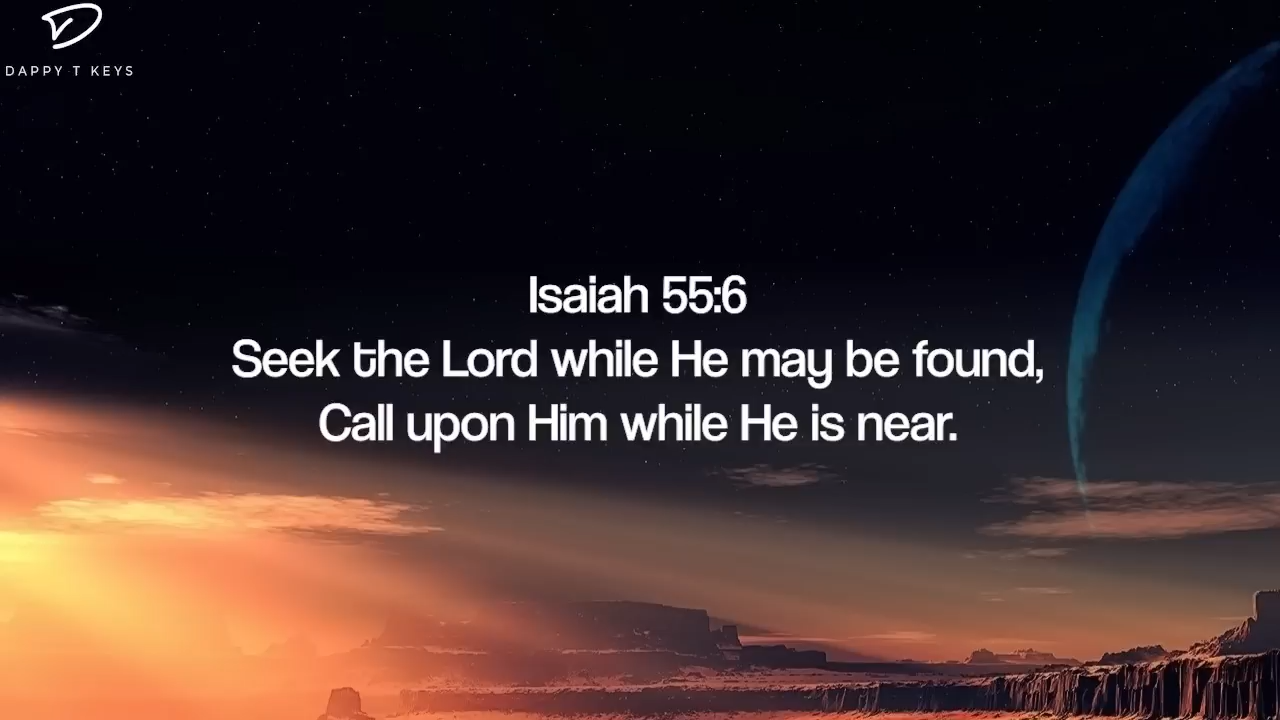 DAPPY T KEYS
Isaiah 55:6
Seek the Lord while He may be found,
Call upon Him while He is near.